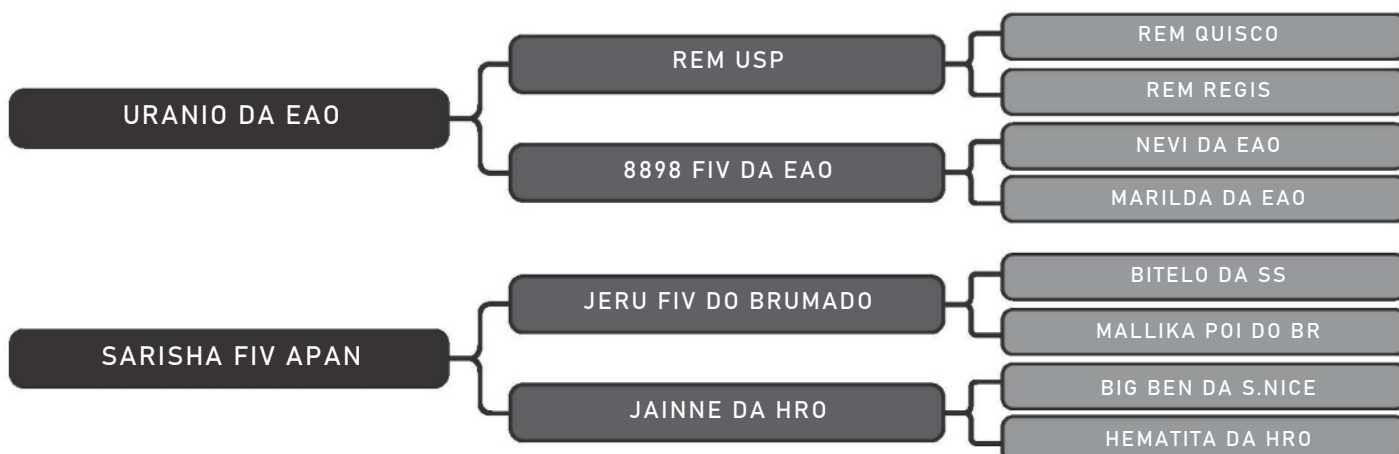 URANIO DA EAO
REM USP
REM QUISCO
REM REGIS
8898 FIV DA EAO
NEVI DA EAO
MARILDA DA EAO
SARISHA FIV APAN
JERU FIV DO BRUMADO
BITELO DA SS
MALLIKA POI DO BR
JAINNE DA HRO
BIG BEN DA S.NICE
HEMATITA DA HRO